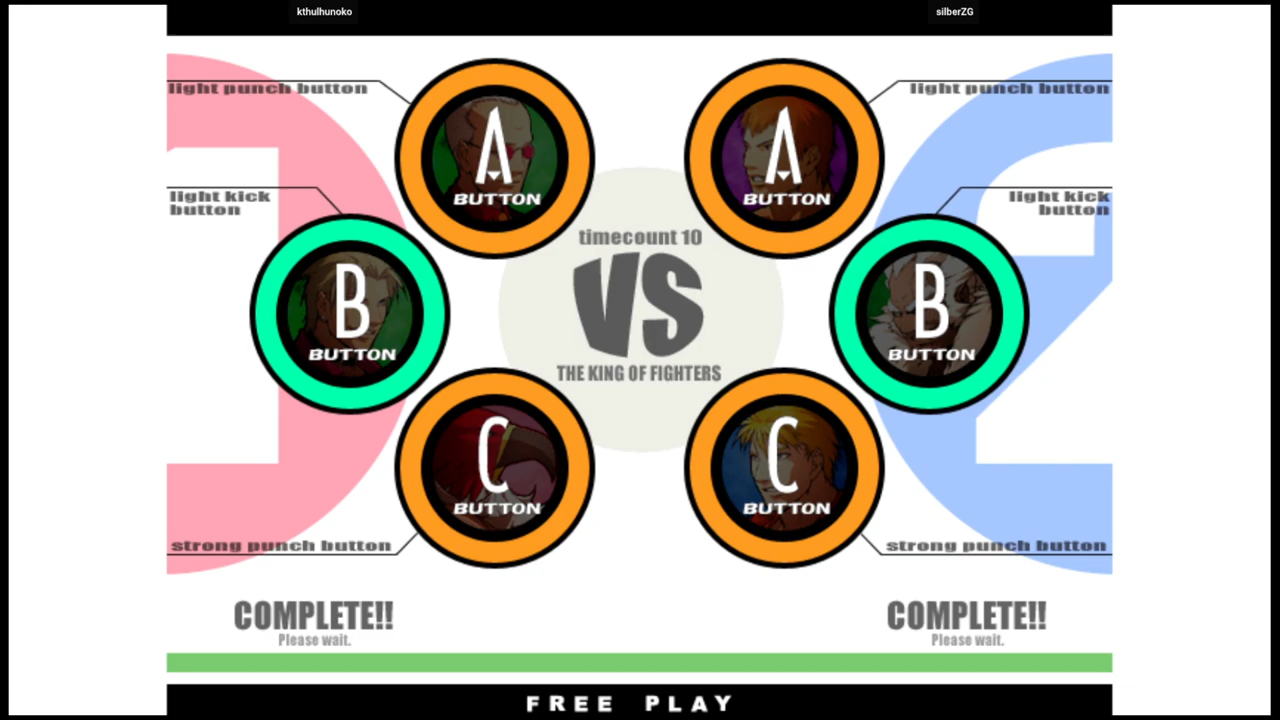 kthulhunoko
silberZG
light punch button
light punch button
A
BUTTON
A
BUTTON
light kick
button
light kick
button
timecount 10
VS
THE KING OF FIGHTERS
B
BUTTON
B
BUTTON
C
BUTTON
C
BUTTON
strong punch button
strong punch button
1
2
COMPLETE!!
Please wait.
COMPLETE!!
Please wait.
FREE PLAY